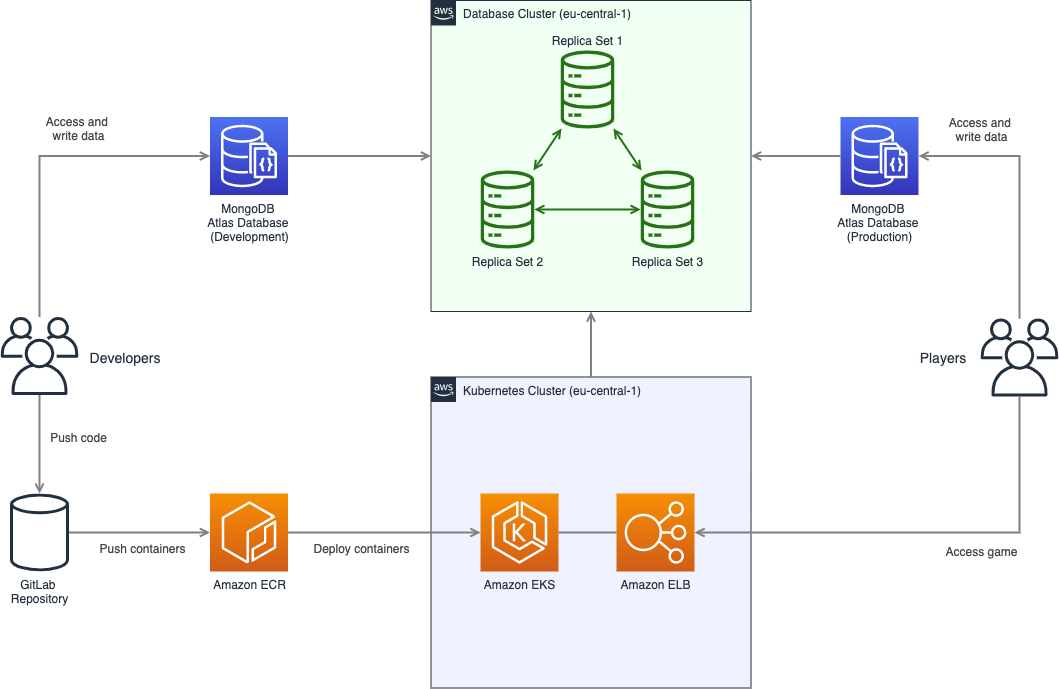 aws
Database Cluster (eu-central-1)
Replica Set 1
Replica Set 2
Replica Set 3
Access and
write data
MongoDB
Atlas Database
(Development)
MongoDB
Atlas Database
(Production)
Access and
write data
Developers
Players
aws
Kubernetes Cluster (eu-central-1)
Push code
GitLab
Repository
Push containers
Amazon ECR
Deploy containers
K
Amazon EKS
Amazon ELB
Access game